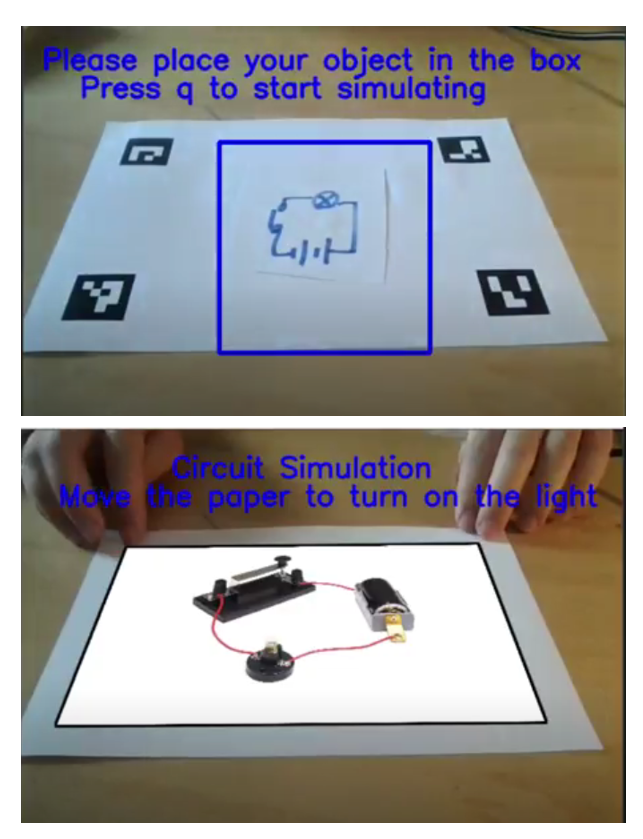 Please place your object in the box
Press q to start simulating
Circuit Simulation
Move the paper to turn on the light